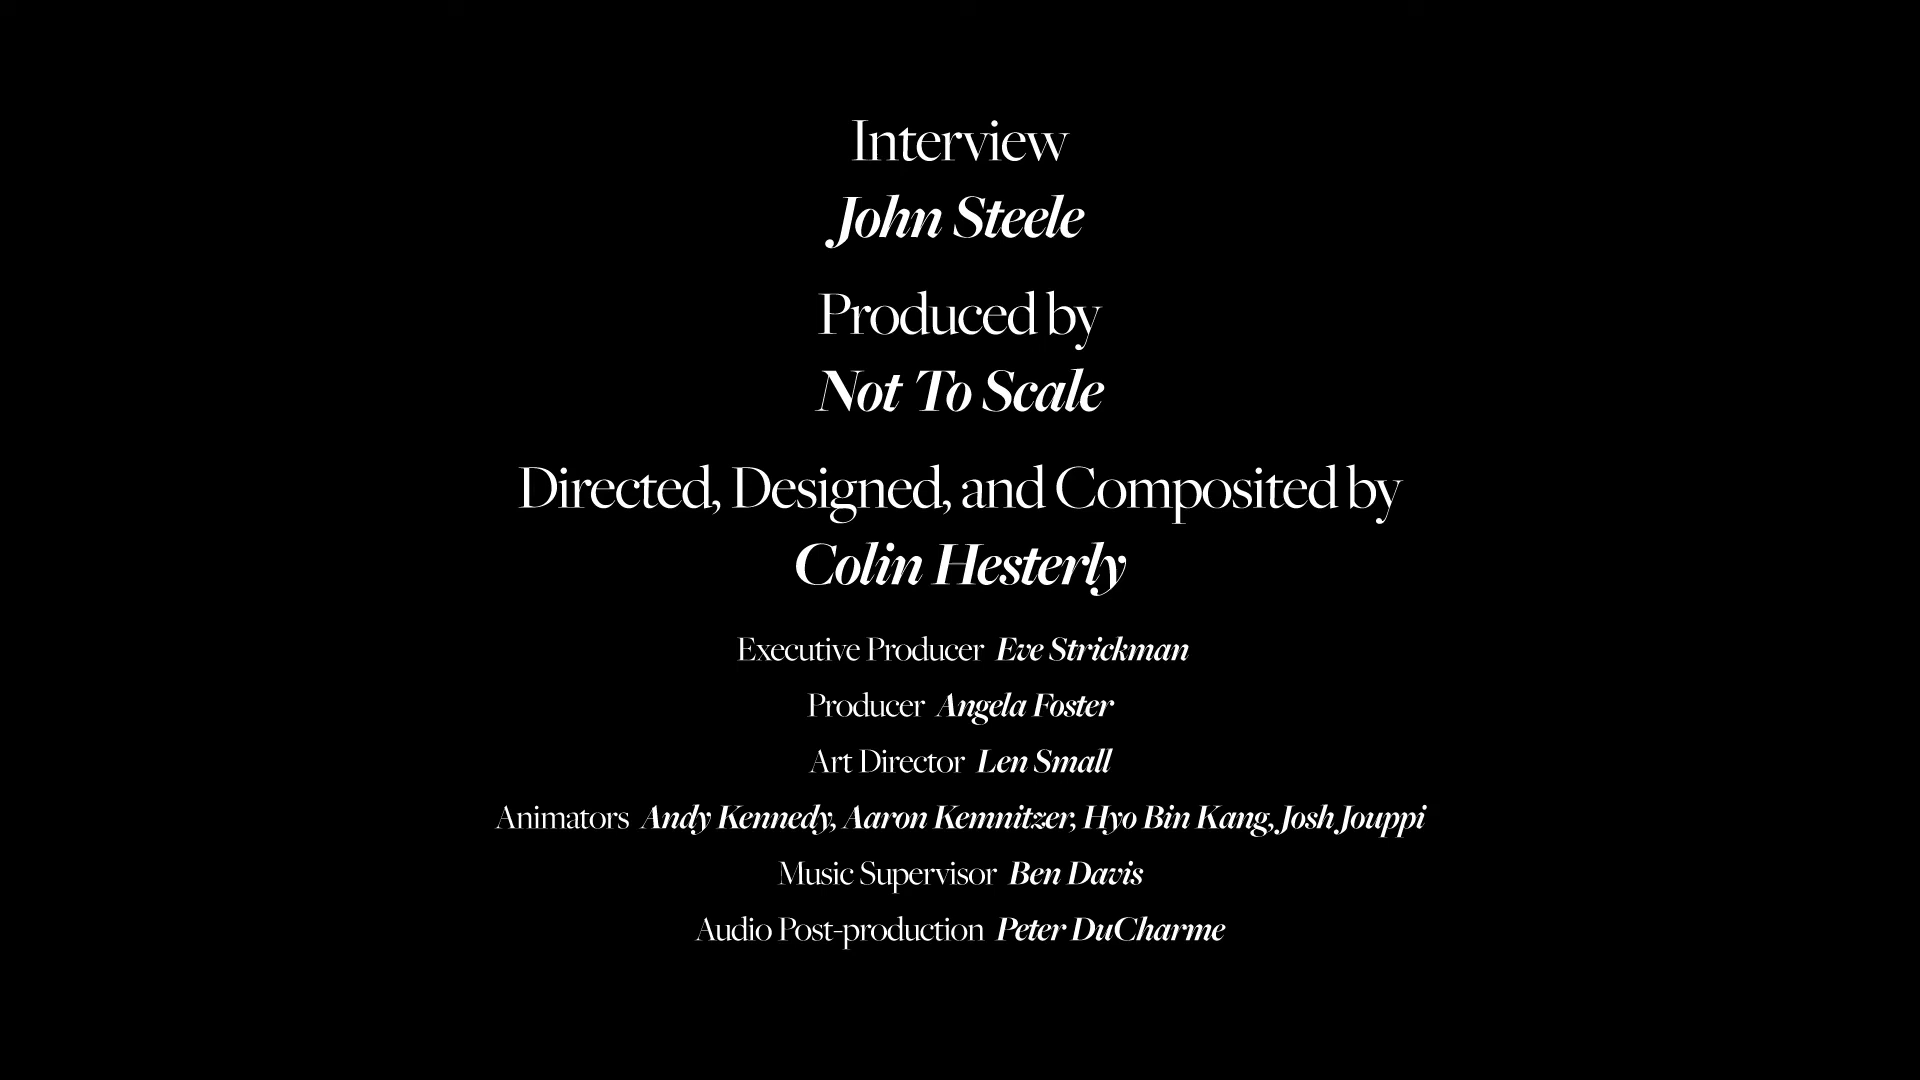 Interview
John Steele
Produced by
Not To Scale
Directed, Designed, and Composited by
Colin Hesterly
Executive Producer Eve Strickman
Producer Angela Foster
Art Director Len Small
Animators Andy Kennedy, Aaron Kemnitzer, Hyo Bin Kang, Josh Jouppi
Music Supervisor Ben Davis
Audio Post-production Peter DuCharme